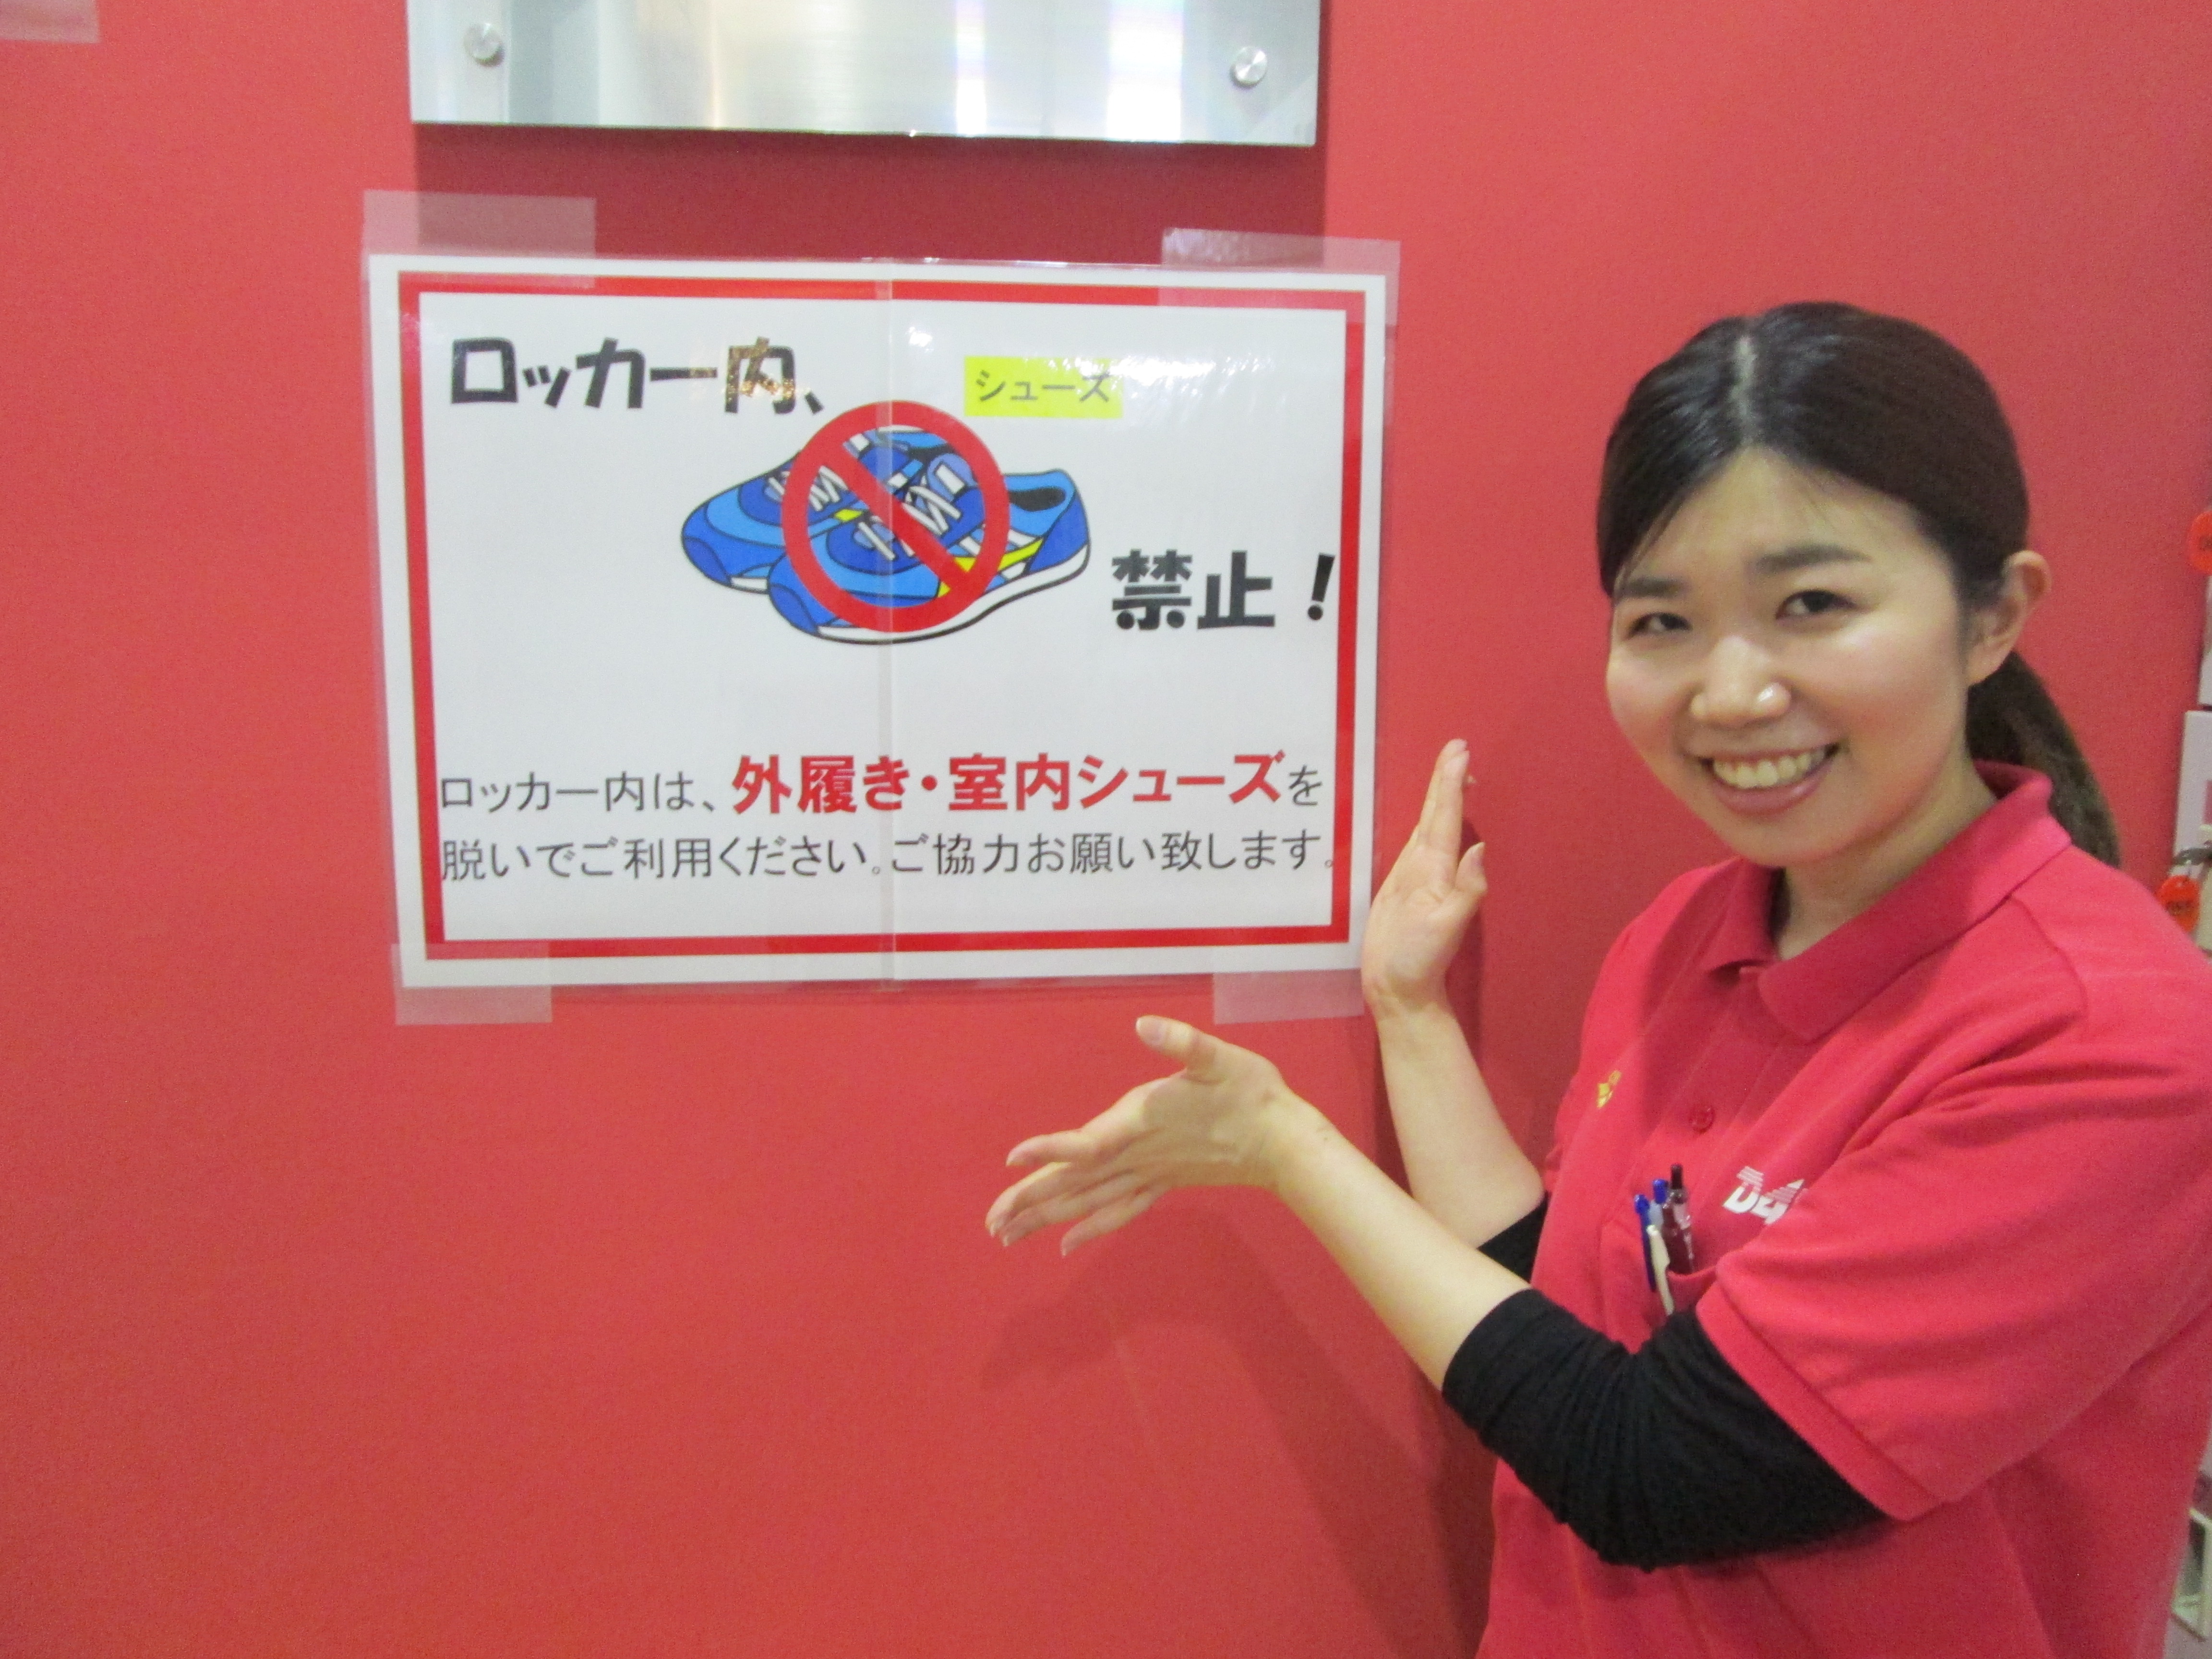 ロッカー内、
シューズ
禁止！
ロッカー内は、外履き・室内シューズを
脱いでご利用ください。ご協力お願い致します。